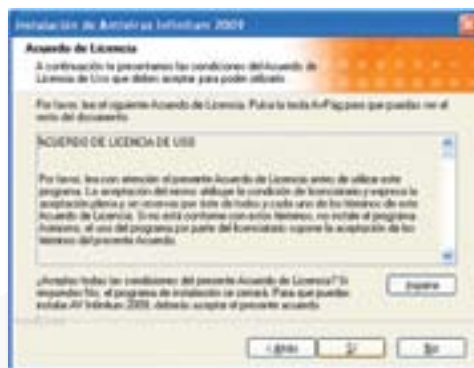 Instalación de Antivirus Infinitum 2009
Acuerdo de Licencia
A continuación te presentamos las condiciones del Acuerdo de
Licencia de Uso que debes aceptar para poder utilizarlo
Por favor, lea el siguiente Acuerdo de Licencia. Pulsa la tecla AvPág para que puedas ver el
resto del documento.
ACUERDO DE LICENCIA DE USO
Por favor, lea con atención el presente Acuerdo de Licencia antes de utilizar este
programa. La aceptación del mismo atribuye la condición de licenciatario y expresa la
aceptación plena y sin reservas por éste de todos y cada uno de los términos de este
Acuerdo de Licencia. Si no está conforme con estos términos, no instale el programa.
Asimismo, el uso del programa por parte del licenciatario supone la aceptación de los
términos del presente Acuerdo.
¿Aceptas todas las condiciones del presente Acuerdo de Licencia? Si
respondes No, el programa de instalación se cerrará. Para que puedas
instalar AV Infinitum 2009, deberás aceptar el presente acuerdo.
Imprimir
< Atrás
Sí
No